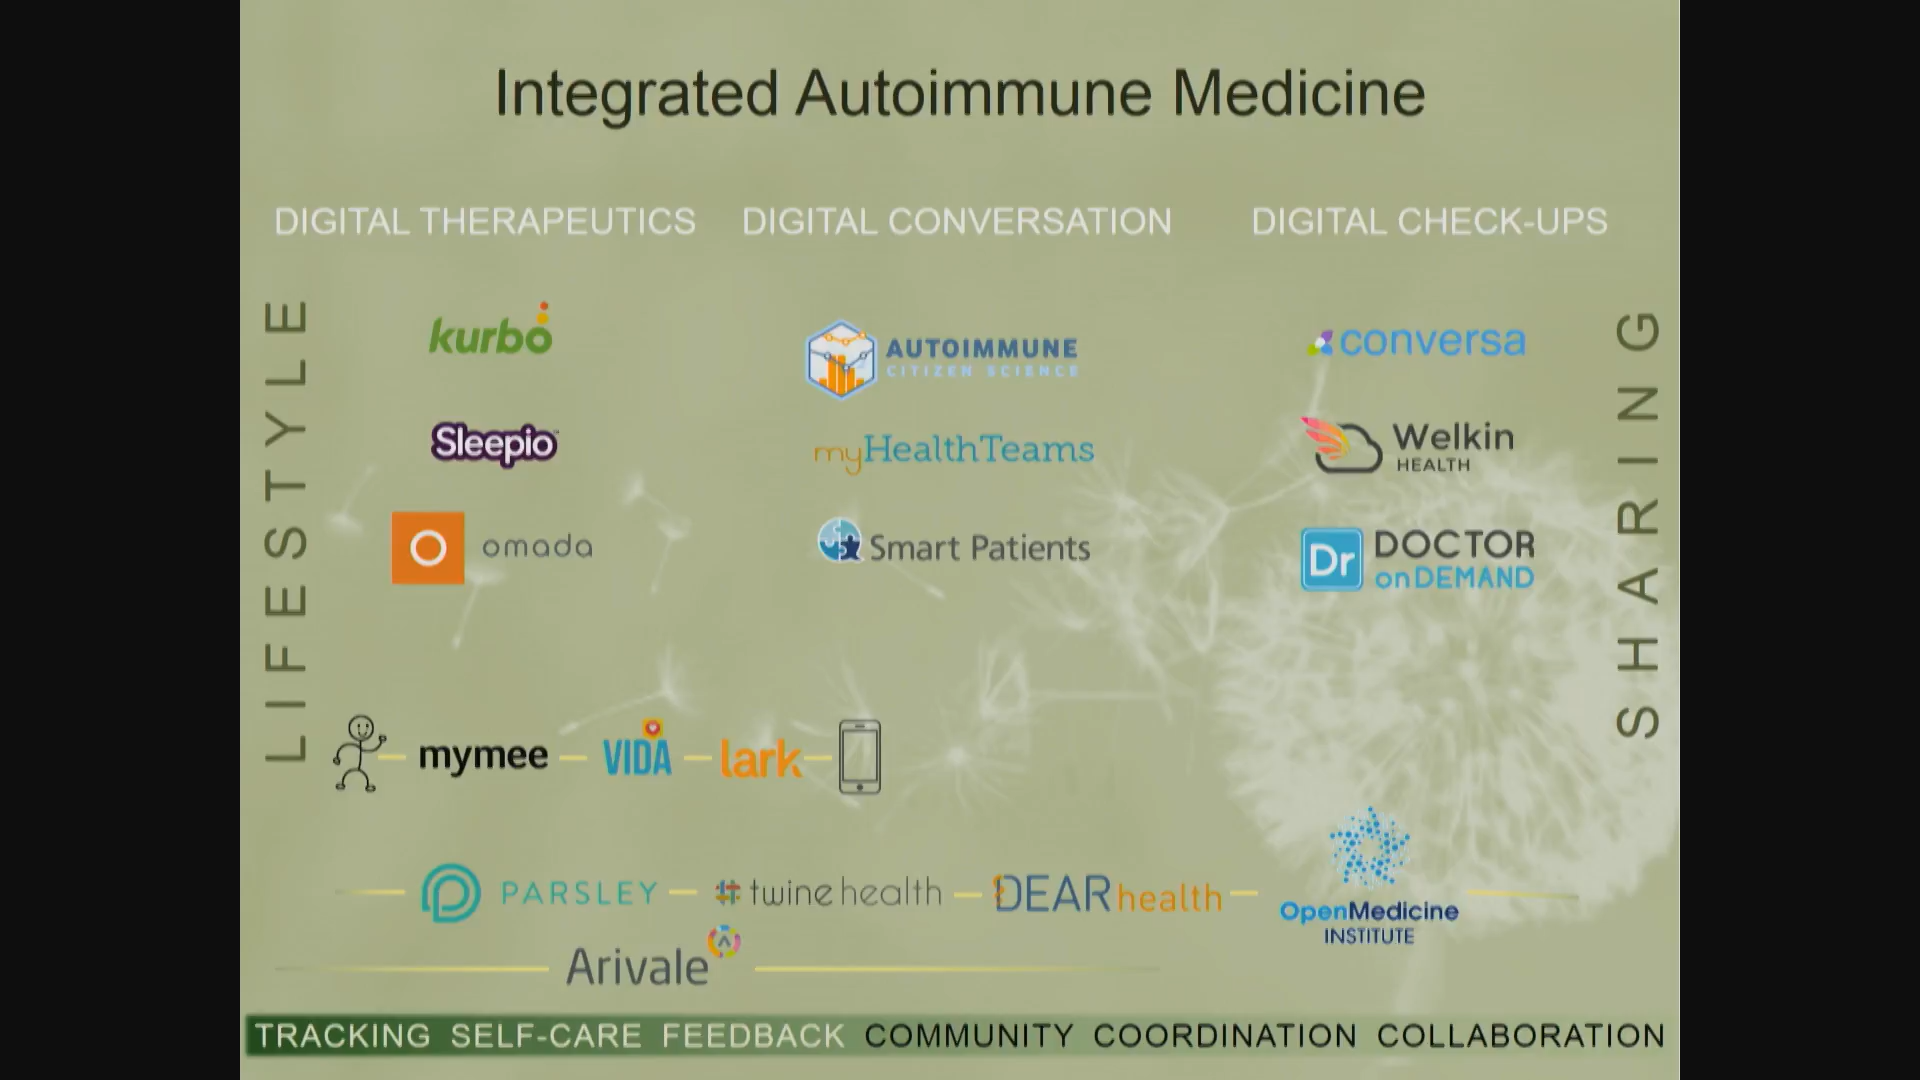 Integrated Autoimmune Medicine
DIGITAL THERAPEUTICS
DIGITAL CONVERSATION
DIGITAL CHECK-UPS
LIFESTYLE
kurbo
Sleepio
omada
AUTOIMMUNE
CITIZEN SCIENCE
myHealthTeams
Smart Patients
conversa
Welkin
HEALTH
Dr
DOCTOR
onDEMAND
SHARING
mymee
VIDA
lark
PARSLEY
twine health
DEAR health
OpenMedicine
INSTITUTE
Arivale
TRACKING SELF-CARE FEEDBACK COMMUNITY COORDINATION COLLABORATION